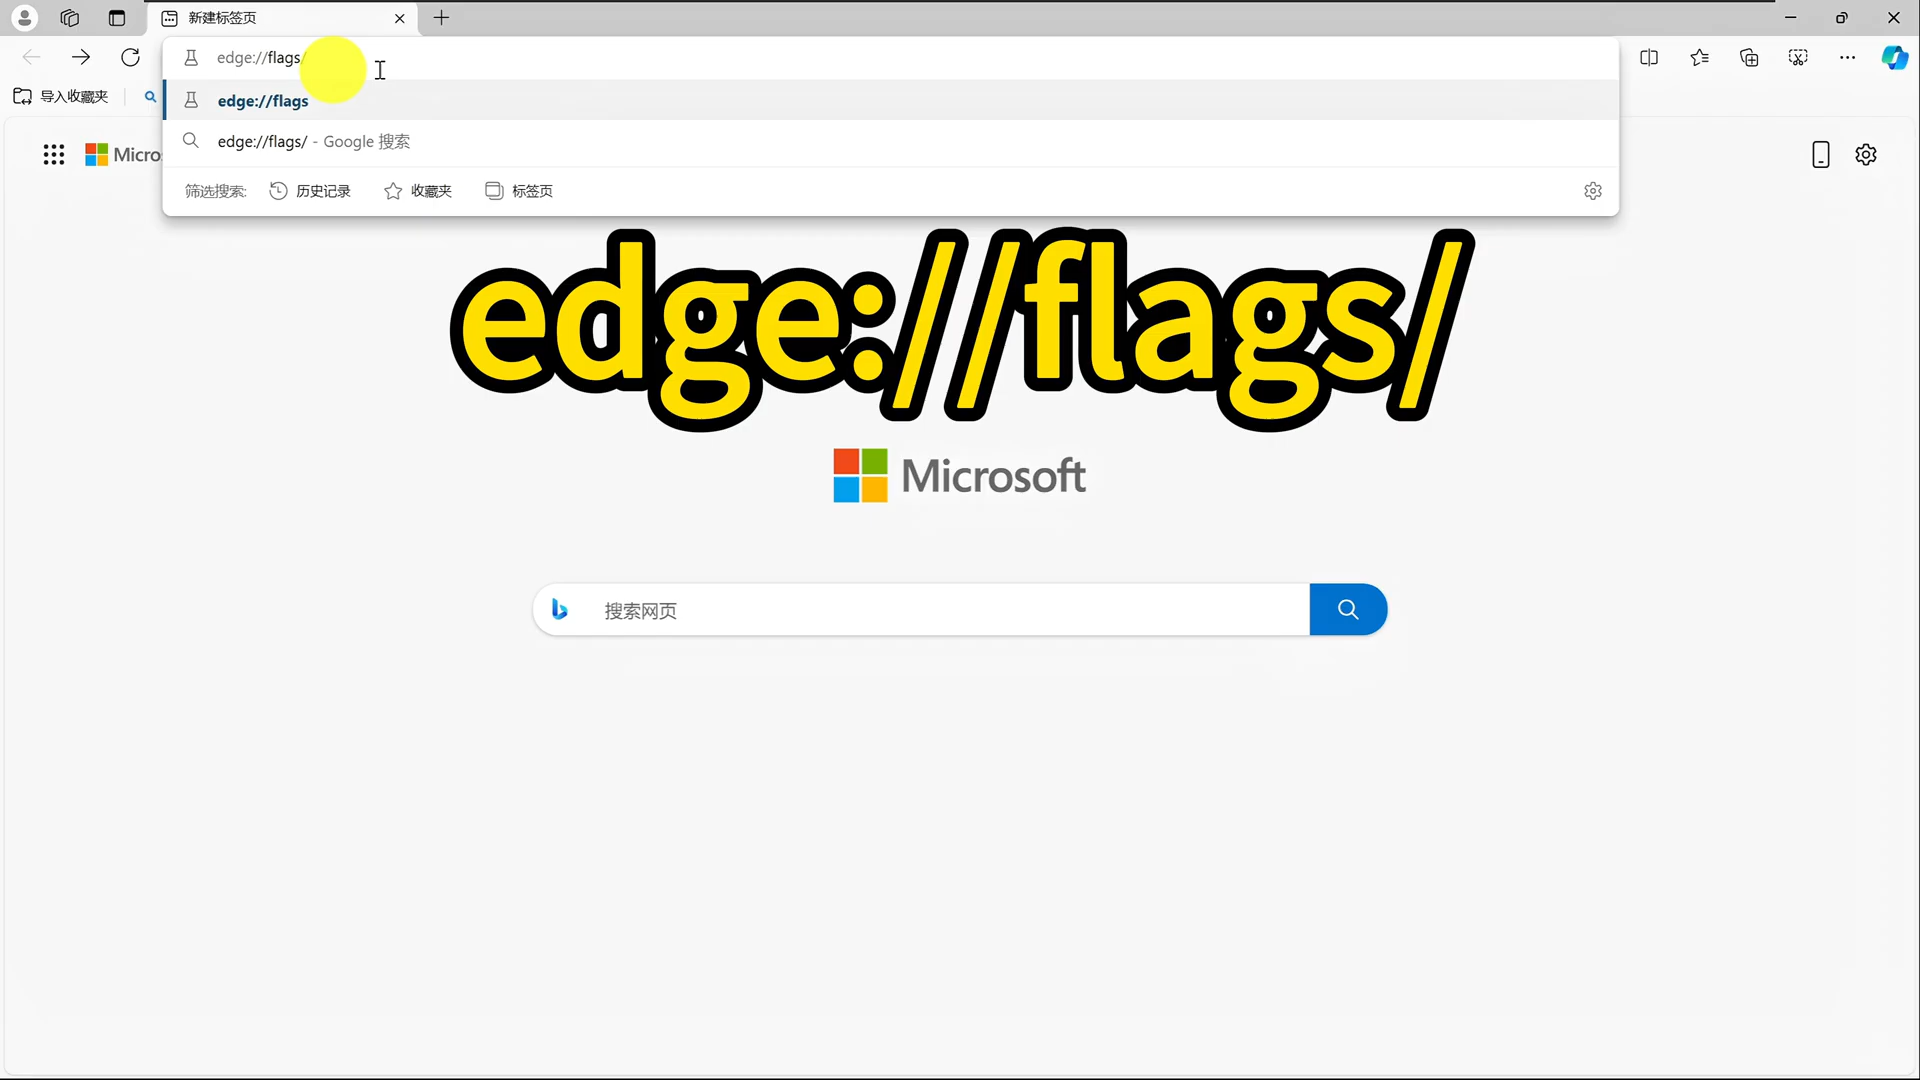 新建标签页
edge://flags/
导入收藏夹
edge://flags
edge://flags/ - Google 搜索
Micro
筛选搜索: 历史记录 收藏夹 标签页
edge://flags/
Microsoft
搜索网页